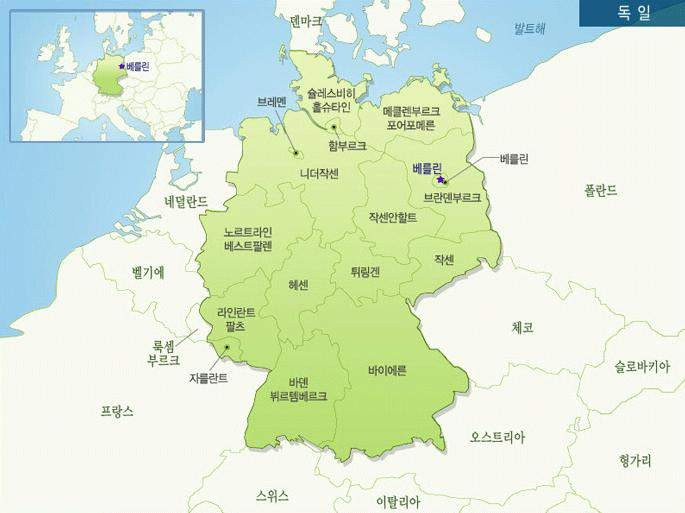 독 일
덴마크
발트해
베를린
슐레스비히
홀슈타인
브레멘
메클렌부르크
포어포메른
함부르크
니더작센
베를린
베를린
브란덴부르크
네덜란드
폴란드
작센안할트
노르트라인
베스트팔렌
벨기에
헤센
튀링겐
작센
라인란트
팔츠
룩셈
부르크
자를란트
체코
슬로바키아
바덴
뷔르템베르크
바이에른
프랑스
오스트리아
헝가리
스위스
이탈리아